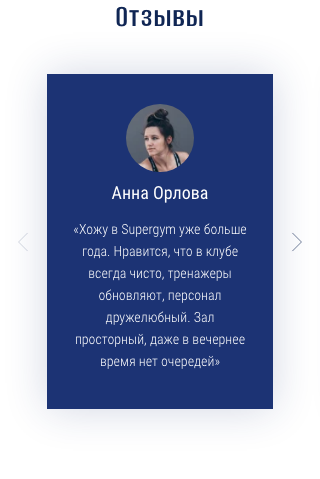 Отзывы
Анна Орлова
«Хожу в Supergym уже больше
года. Нравится, что в клубе
всегда чисто, тренажеры
обновляют, персонал
дружелюбный. Зал
просторный, даже в вечернее
время нет очередей»